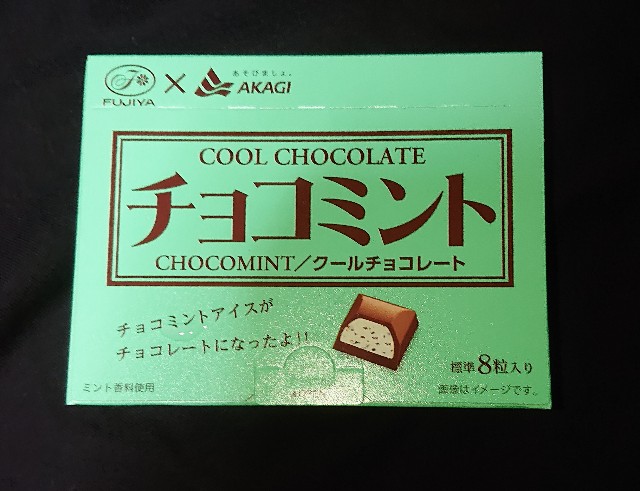 FUJIYA × あそびましょ。 AKAGI
COOL CHOCOLATE
チョコミント
CHOCOMINT/クールチョコレート
チョコミントアイスが
チョコレートになったよ!!
標準8粒入り
ミント香料使用
画像はイメージです。